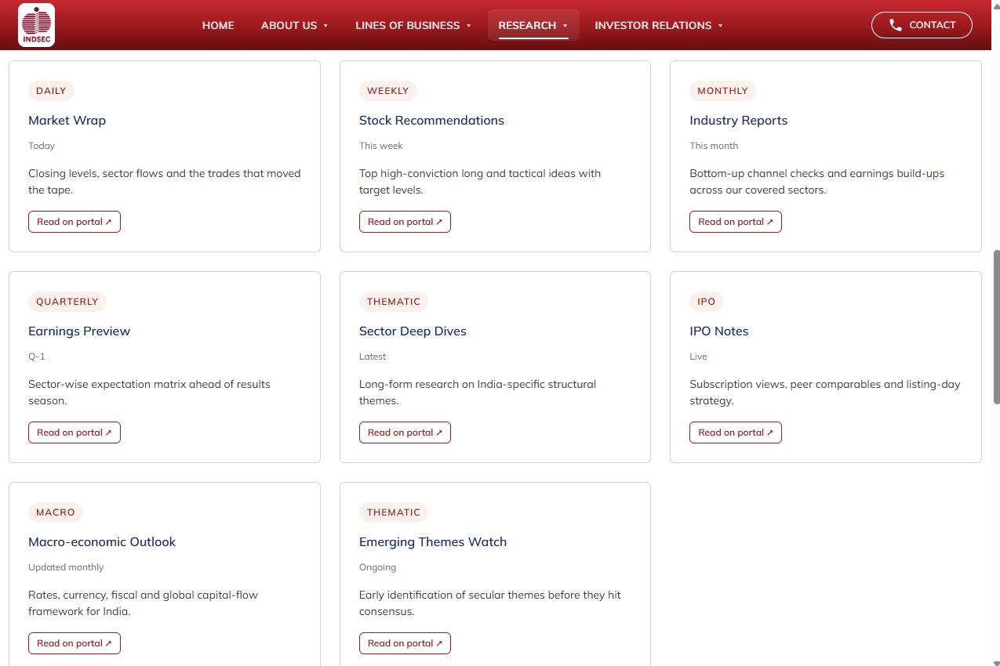 INDSEC
HOME
ABOUT US
LINES OF BUSINESS
RESEARCH
INVESTOR RELATIONS
CONTACT
DAILY
Market Wrap
Today
Closing levels, sector flows and the trades that moved
the tape.
Read on portal ↗
WEEKLY
Stock Recommendations
This week
Top high-conviction long and tactical ideas with
target levels.
Read on portal ↗
MONTHLY
Industry Reports
This month
Bottom-up channel checks and earnings build-ups
across our covered sectors.
Read on portal ↗
QUARTERLY
Earnings Preview
Q-1
Sector-wise expectation matrix ahead of results
season.
Read on portal ↗
THEMATIC
Sector Deep Dives
Latest
Long-form research on India-specific structural
themes.
Read on portal ↗
IPO
IPO Notes
Live
Subscription views, peer comparables and listing-day
strategy.
Read on portal ↗
MACRO
Macro-economic Outlook
Updated monthly
Rates, currency, fiscal and global capital-flow
framework for India.
Read on portal ↗
THEMATIC
Emerging Themes Watch
Ongoing
Early identification of secular themes before they hit
consensus.
Read on portal ↗